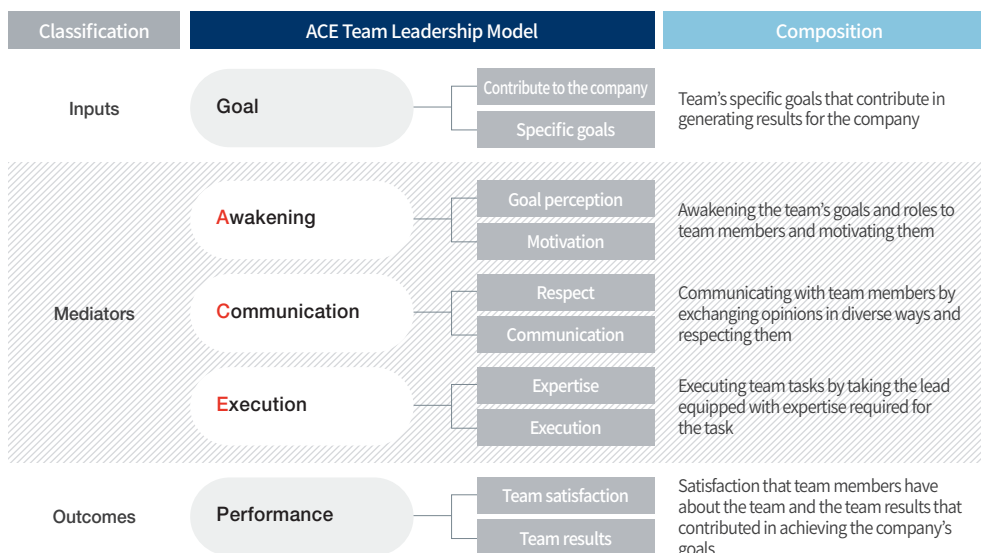 Classification
ACE Team Leadership Model
Composition
Inputs
Goal
Contribute to the company
Specific goals
Team's specific goals that contribute in
generating results for the company
Mediators
Awakening
Goal perception
Motivation
Awakening the team's goals and roles to
team members and motivating them
Communication
Respect
Communication
Communicating with team members by
exchanging opinions in diverse ways and
respecting them
Execution
Expertise
Execution
Executing team tasks by taking the lead
equipped with expertise required for
the task
Outcomes
Performance
Team satisfaction
Team results
Satisfaction that team members have
about the team and the team results that
contributed in achieving the company's
goals